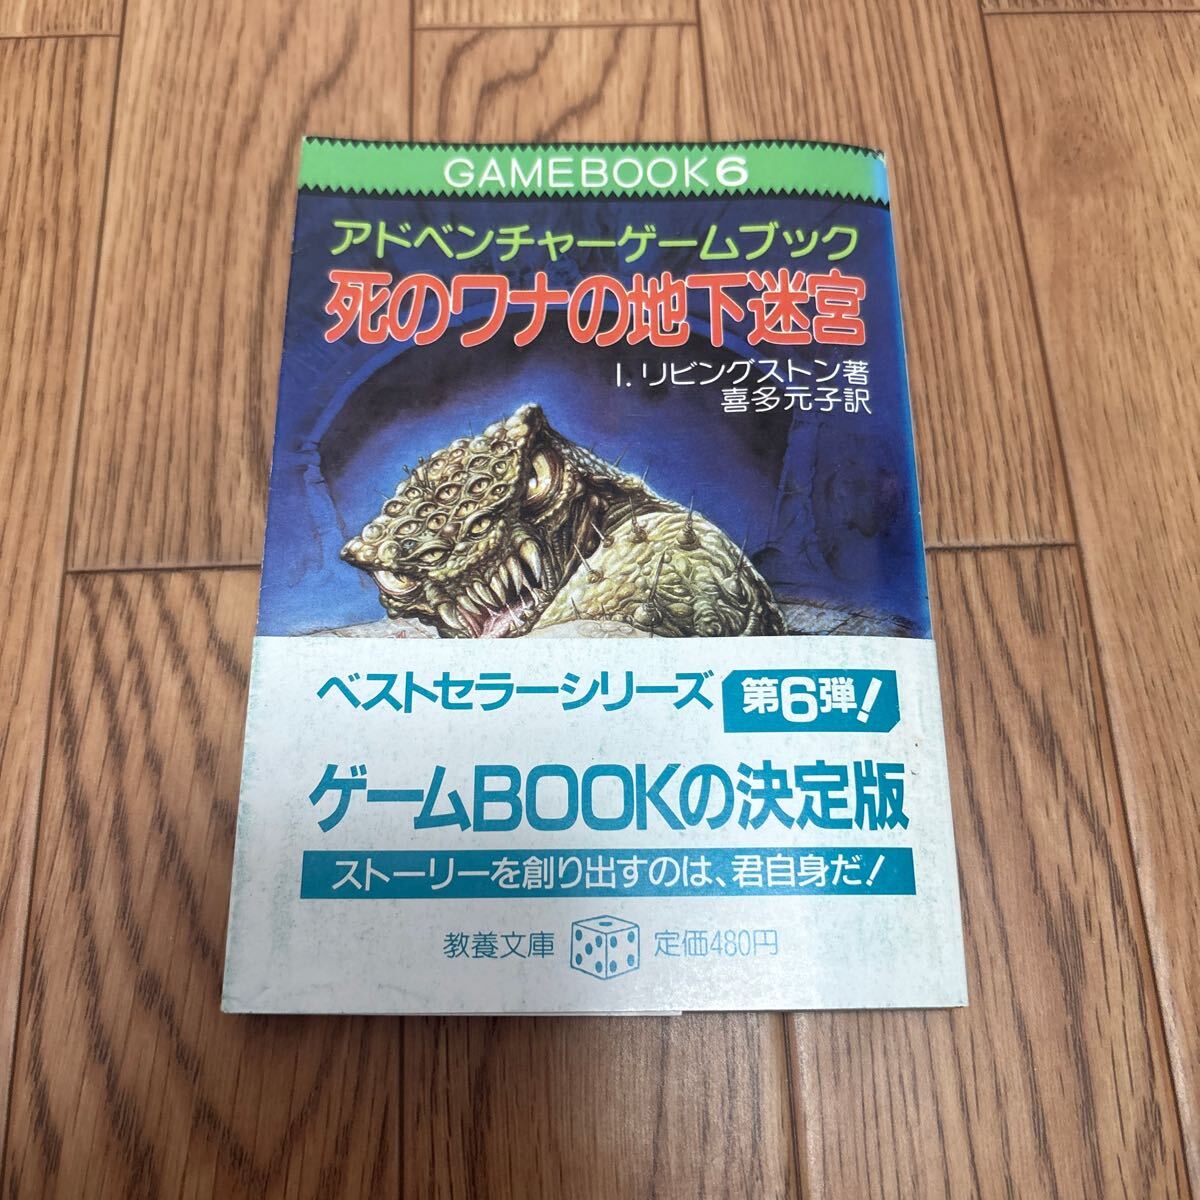 GAMEBOOK6
アドベンチャーゲームブック
死のワナの地下迷宮
I. リビングストン著
喜多元子訳
ベストセラーシリーズ 第6弾!
ゲームBOOKの決定版
ストーリーを創り出すのは、君自身だ!
教養文庫 定価480円